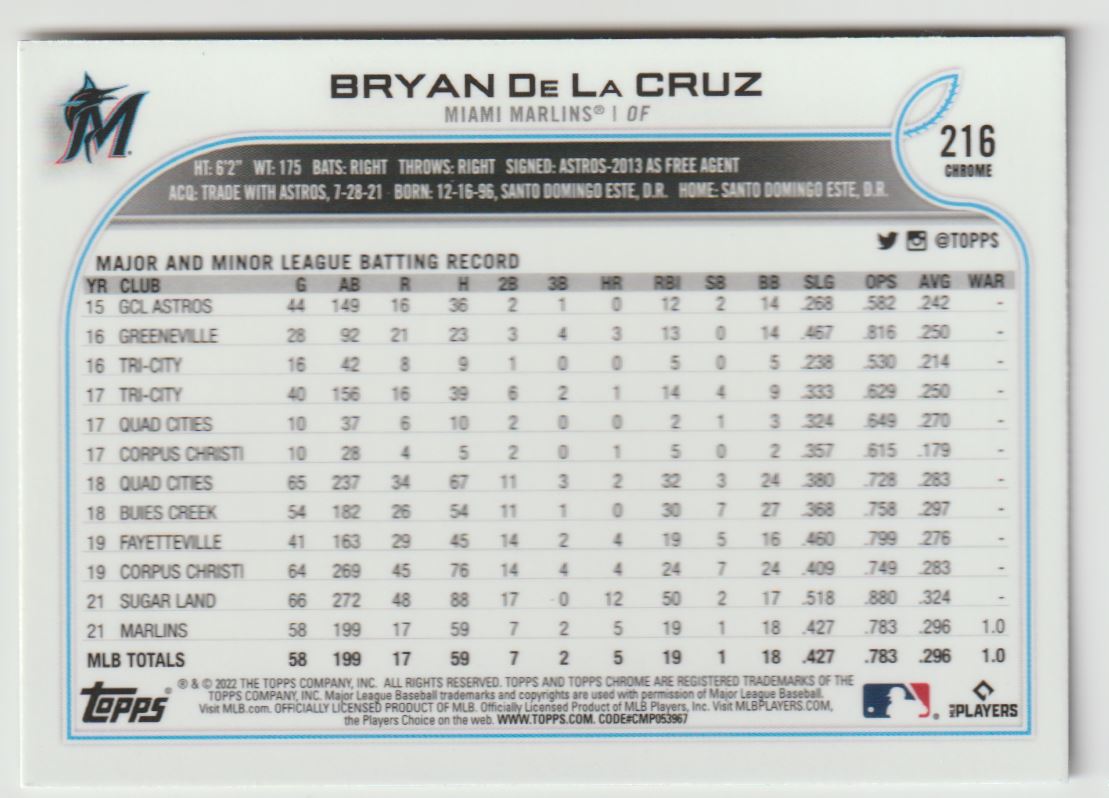 M
BRYAN DE LA CRUZ
MIAMI MARLINS® | OF
216
CHROME
HT: 6'2" WT: 175 BATS: RIGHT THROWS: RIGHT SIGNED: ASTROS-2013 AS FREE AGENT
ACQ: TRADE WITH ASTROS, 7-28-21 BORN: 12-16-96, SANTO DOMINGO ESTE, D.R. HOME: SANTO DOMINGO ESTE, D.R.
@TOPPS
MAJOR AND MINOR LEAGUE BATTING RECORD
YR CLUB G AB R H 2B 3B HR RBI SB BB SLG OPS AVG WAR
15 GCL ASTROS 44 149 16 36 2 1 0 12 2 14 .268 .582 .242 -
16 GREENEVILLE 28 92 21 23 3 4 3 13 0 14 .467 .816 .250 -
16 TRI-CITY 16 42 8 9 1 0 0 5 0 5 .238 .530 .214 -
17 TRI-CITY 40 156 16 39 6 2 1 14 4 9 .333 .629 .250 -
17 QUAD CITIES 10 37 6 10 2 0 0 2 1 3 .324 .649 .270 -
17 CORPUS CHRISTI 10 28 4 5 2 0 1 5 0 2 .357 .615 .179 -
18 QUAD CITIES 65 237 34 67 11 3 2 32 3 24 .380 .728 .283 -
18 BUIES CREEK 54 182 26 54 11 1 0 30 7 27 .368 .758 .297 -
19 FAYETTEVILLE 41 163 29 45 14 2 4 19 5 16 .460 .799 .276 -
19 CORPUS CHRISTI 64 269 45 76 14 4 4 24 7 24 .409 .749 .283 -
21 SUGAR LAND 66 272 48 88 17 0 12 50 2 17 .518 .880 .324 -
21 MARLINS 58 199 17 59 7 2 5 19 1 18 .427 .783 .296 1.0
MLB TOTALS 58 199 17 59 7 2 5 19 1 18 .427 .783 .296 1.0
Topps®
® & © 2022 THE TOPPS COMPANY, INC. ALL RIGHTS RESERVED. TOPPS AND TOPPS CHROME ARE REGISTERED TRADEMARKS OF THE
TOPPS COMPANY, INC. Major League Baseball trademarks and copyrights are used with permission of Major League Baseball.
Visit MLB.com. OFFICIALLY LICENSED PRODUCT OF MLB. Officially Licensed Product of MLB Players, Inc. Visit MLBPLAYERS.COM,
the Players Choice on the web. WWW.TOPPS.COM. CODE#CMP053967
MLB PLAYERS